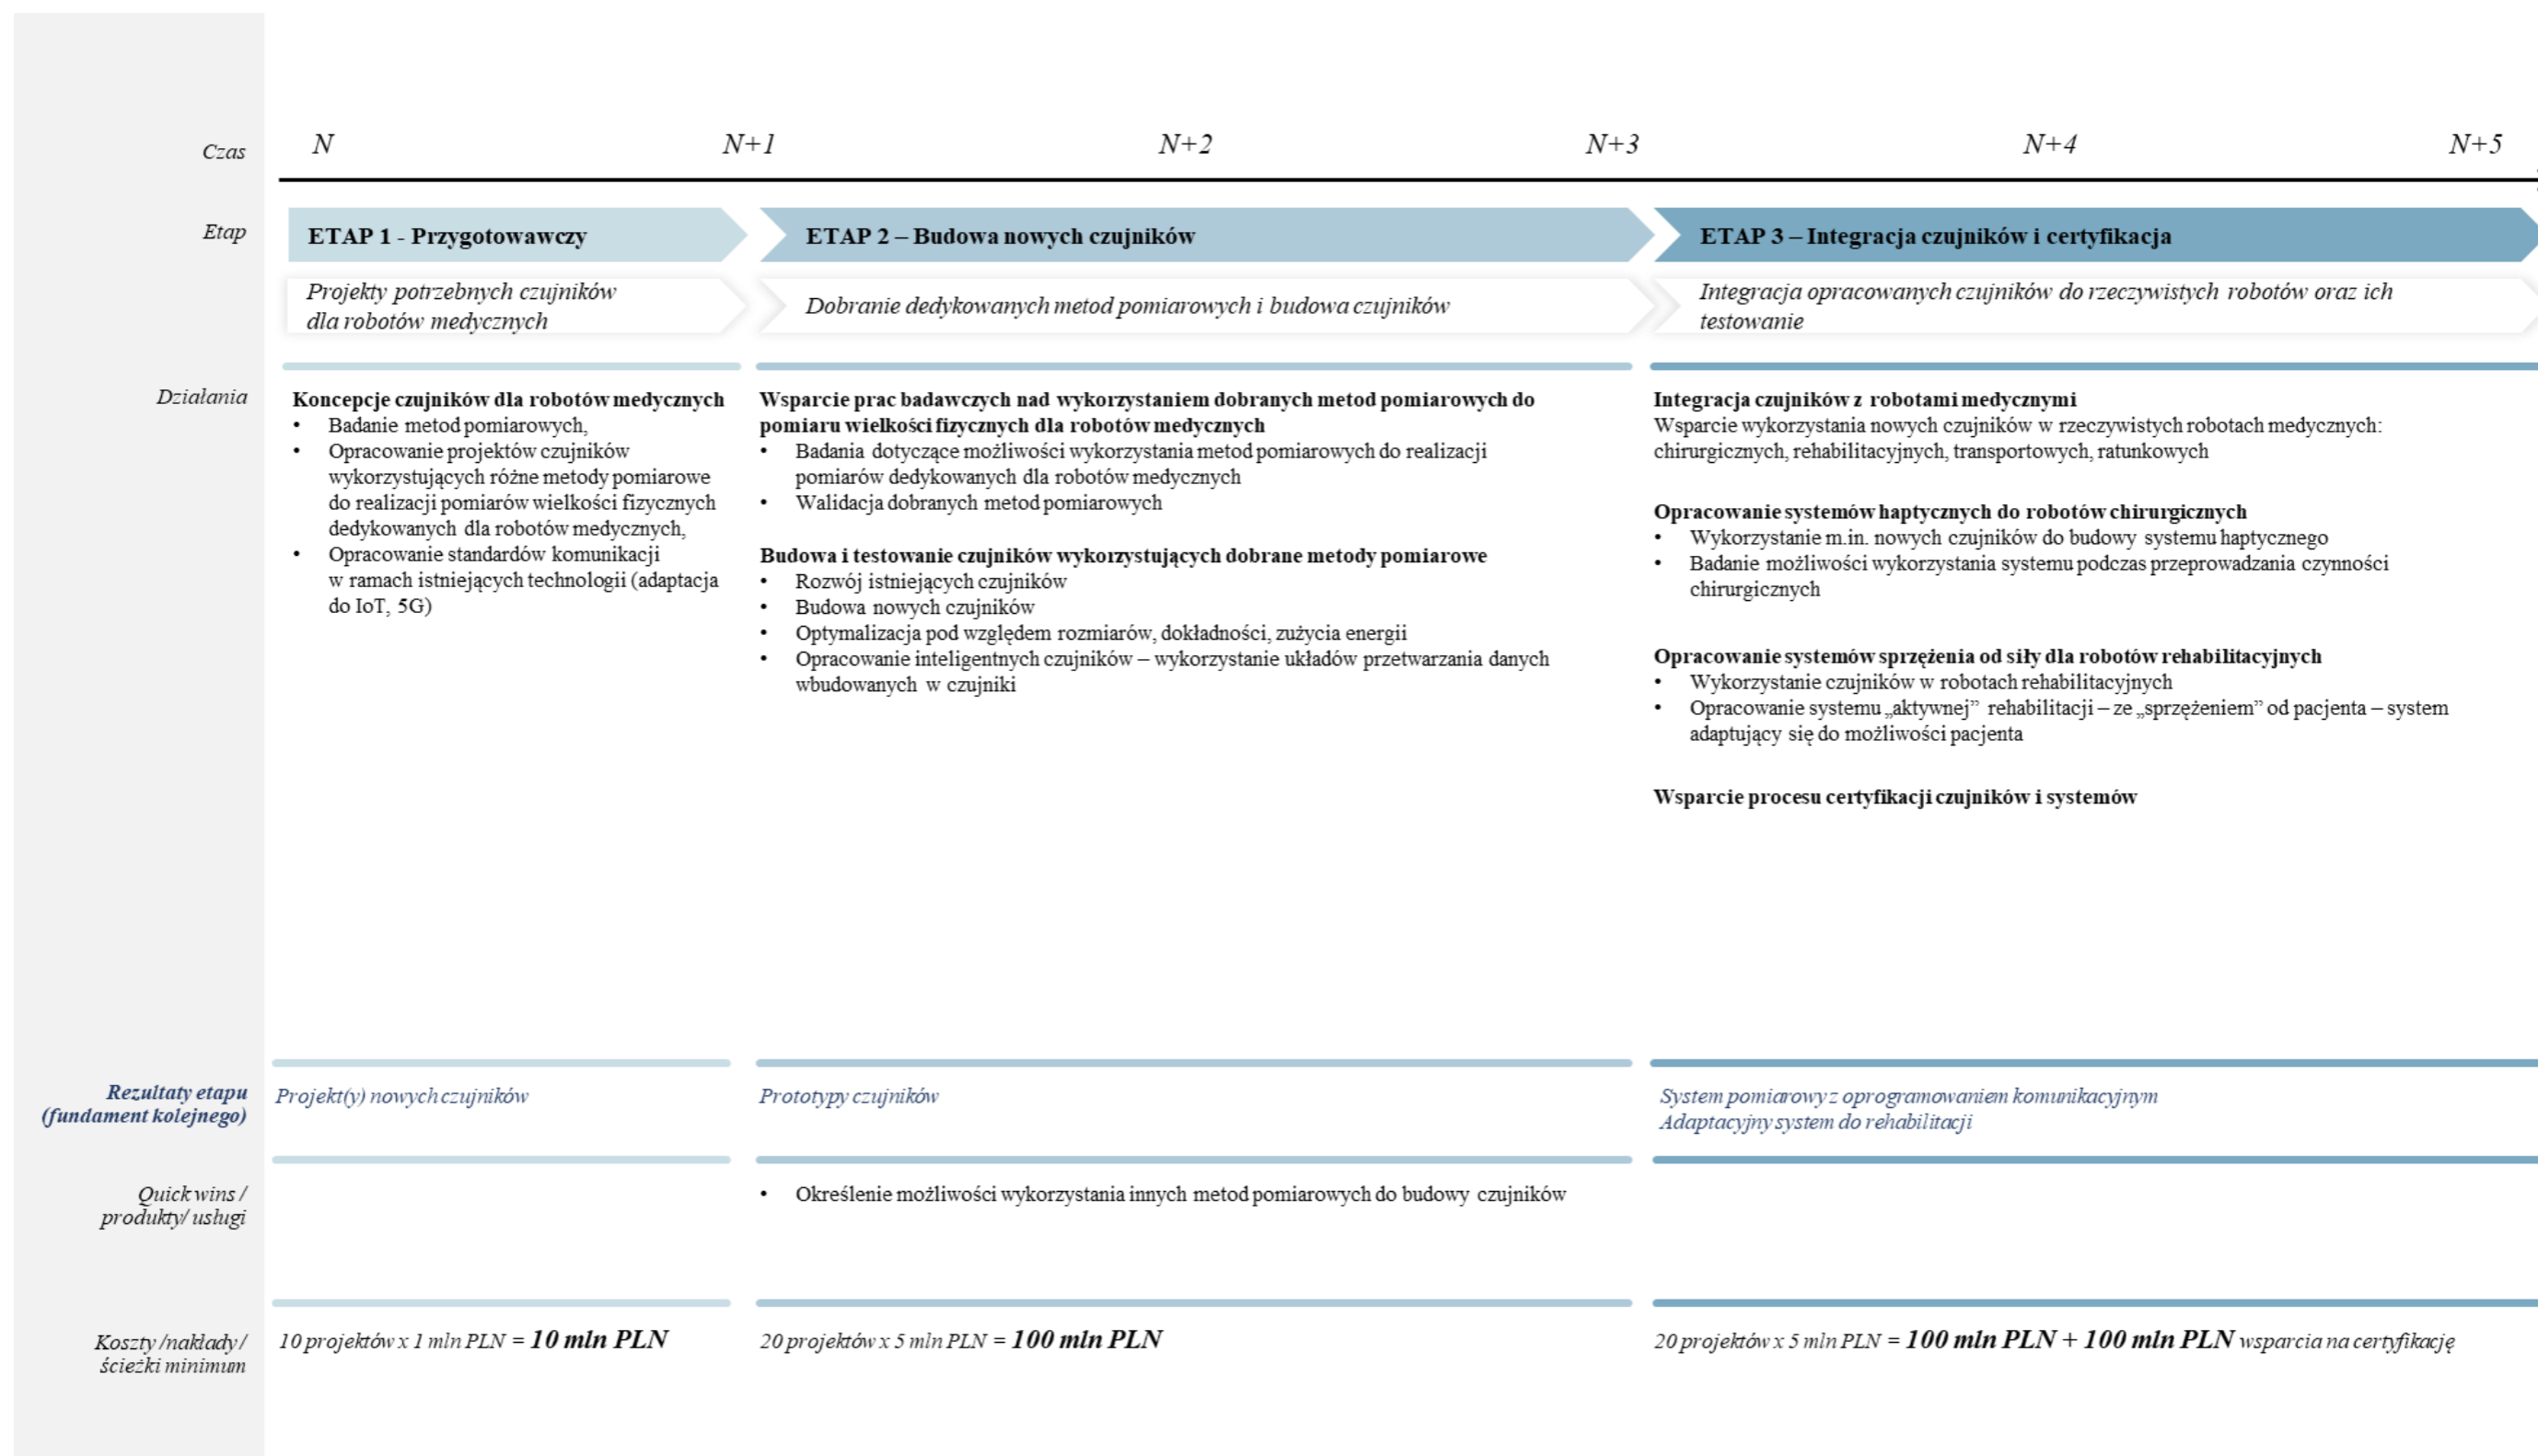 Czas
N
N+1
N+2
N+3
N+4
N+5
Etap
ETAP 1 - Przygotowawczy
ETAP 2 – Budowa nowych czujników
ETAP 3 – Integracja czujników i certyfikacja
Projekty potrzebnych czujników
dla robotów medycznych
Dobranie dedykowanych metod pomiarowych i budowa czujników
Integracja opracowanych czujników do rzeczywistych robotów oraz ich
testowanie
Działania
Koncepcje czujników dla robotów medycznych
• Badanie metod pomiarowych,
• Opracowanie projektów czujników
wykorzystujących różne metody pomiarowe
do realizacji pomiarów wielkości fizycznych
dedykowanych dla robotów medycznych,
• Opracowanie standardów komunikacji
w ramach istniejących technologii (adaptacja
do IoT, 5G)
Wsparcie prac badawczych nad wykorzystaniem dobranych metod pomiarowych do
pomiaru wielkości fizycznych dla robotów medycznych
• Badania dotyczące możliwości wykorzystania metod pomiarowych do realizacji
pomiarów dedykowanych dla robotów medycznych
• Walidacja dobranych metod pomiarowych
Budowa i testowanie czujników wykorzystujących dobrane metody pomiarowe
• Rozwój istniejących czujników
• Budowa nowych czujników
• Optymalizacja pod względem rozmiarów, dokładności, zużycia energii
• Opracowanie inteligentnych czujników – wykorzystanie układów przetwarzania danych
wbudowanych w czujniki
Integracja czujników z robotami medycznymi
Wsparcie wykorzystania nowych czujników w rzeczywistych robotach medycznych:
chirurgicznych, rehabilitacyjnych, transportowych, ratunkowych
Opracowanie systemów haptycznych do robotów chirurgicznych
• Wykorzystanie m.in. nowych czujników do budowy systemu haptycznego
• Badanie możliwości wykorzystania systemu podczas przeprowadzania czynności
chirurgicznych
Opracowanie systemów sprzężenia od siły dla robotów rehabilitacyjnych
• Wykorzystanie czujników w robotach rehabilitacyjnych
• Opracowanie systemu „aktywnej” rehabilitacji – ze „sprzężeniem” od pacjenta – system
adaptujący się do możliwości pacjenta
Wsparcie procesu certyfikacji czujników i systemów
Rezultaty etapu
(fundament kolejnego)
Projekt(y) nowych czujników
Prototypy czujników
System pomiarowy z oprogramowaniem komunikacyjnym
Adaptacyjny system do rehabilitacji
Quick wins /
produkty/ usługi
• Określenie możliwości wykorzystania innych metod pomiarowych do budowy czujników
Koszty /nakłady /
ścieżki minimum
10 projektów x 1 mln PLN = 10 mln PLN
20 projektów x 5 mln PLN = 100 mln PLN
20 projektów x 5 mln PLN = 100 mln PLN + 100 mln PLN wsparcia na certyfikację